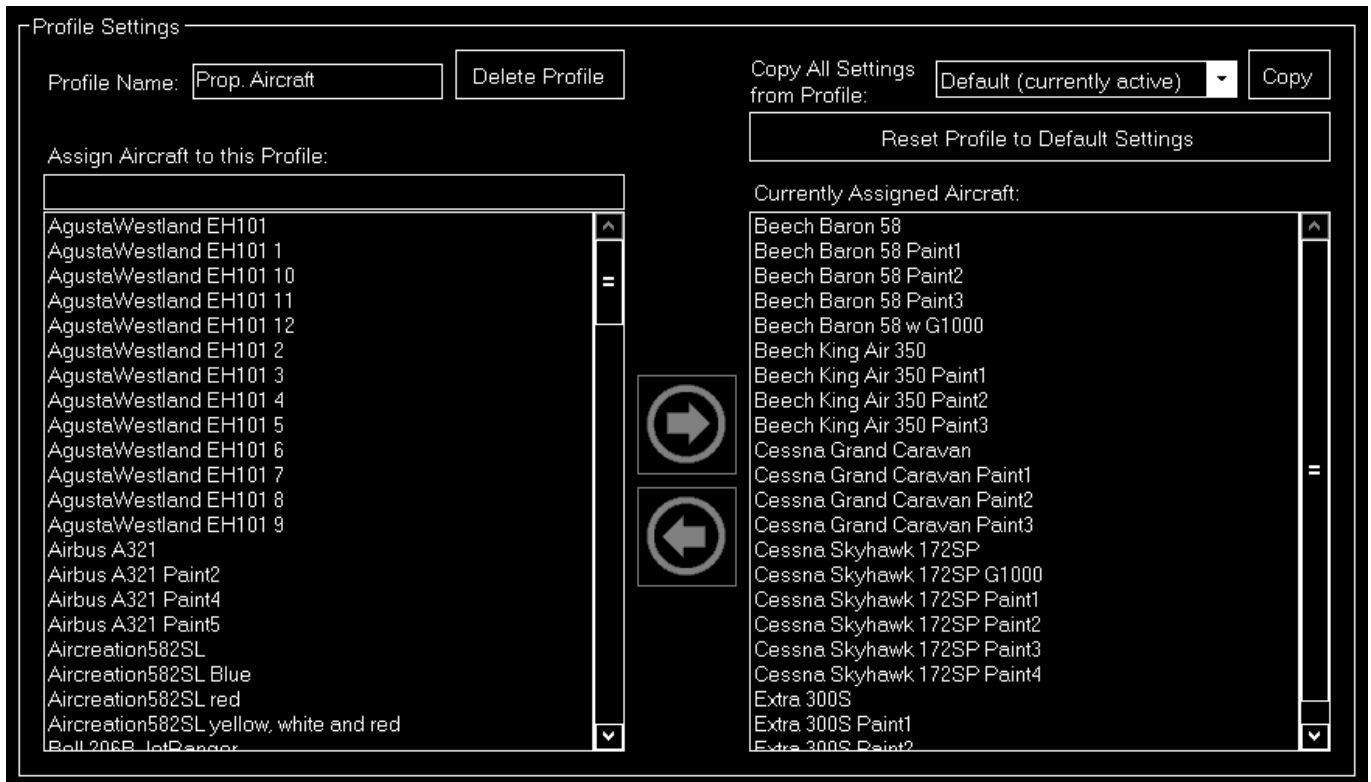 Profile Settings
Profile Name: Prop. Aircraft
Delete Profile
Copy All Settings
from Profile:
Default (currently active)
Copy
Reset Profile to Default Settings
Assign Aircraft to this Profile:
AgustaWestland EH101
AgustaWestland EH101 1
AgustaWestland EH101 10
AgustaWestland EH101 11
AgustaWestland EH101 12
AgustaWestland EH101 2
AgustaWestland EH101 3
AgustaWestland EH101 4
AgustaWestland EH101 5
AgustaWestland EH101 6
AgustaWestland EH101 7
AgustaWestland EH101 8
AgustaWestland EH101 9
Airbus A321
Airbus A321 Paint2
Airbus A321 Paint4
Airbus A321 Paint5
Aircreation582SL
Aircreation582SL Blue
Aircreation582SL red
Aircreation582SL yellow, white and red
Bell 206B JetRanger
Currently Assigned Aircraft:
Beech Baron 58
Beech Baron 58 Paint1
Beech Baron 58 Paint2
Beech Baron 58 Paint3
Beech Baron 58 w G1000
Beech King Air 350
Beech King Air 350 Paint1
Beech King Air 350 Paint2
Beech King Air 350 Paint3
Cessna Grand Caravan
Cessna Grand Caravan Paint1
Cessna Grand Caravan Paint2
Cessna Grand Caravan Paint3
Cessna Skyhawk 172SP
Cessna Skyhawk 172SP G1000
Cessna Skyhawk 172SP Paint1
Cessna Skyhawk 172SP Paint2
Cessna Skyhawk 172SP Paint3
Cessna Skyhawk 172SP Paint4
Extra 300S
Extra 300S Paint1
Extra 300S Paint2